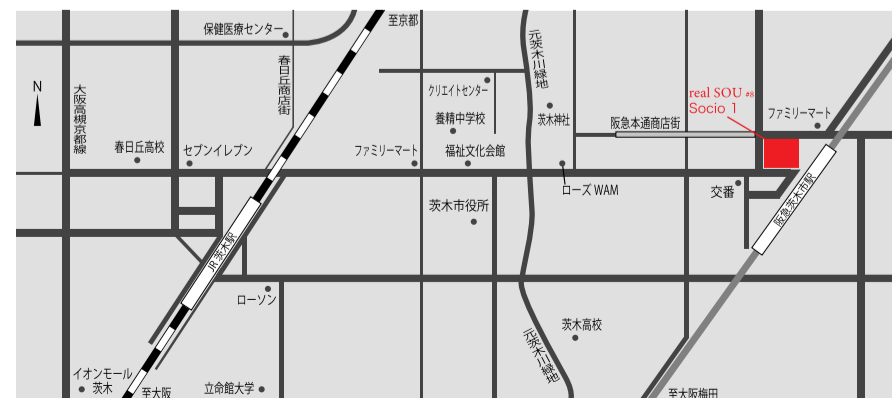 至京都
保健医療センター
元茨木川緑地
春日丘商店街
N
大阪高槻京都線
クリエイトセンター
real SOU #8
Socio 1
養精中学校
茨木神社
阪急本通商店街
ファミリーマート
春日丘高校
セブンイレブン
ファミリーマート
福祉文化会館
ローズ WAM
交番
阪急茨木市駅
茨木市役所
JR 茨木駅
ローソン
茨木高校
元茨木川緑地
イオンモール
茨木
至大阪
立命館大学
至大阪梅田